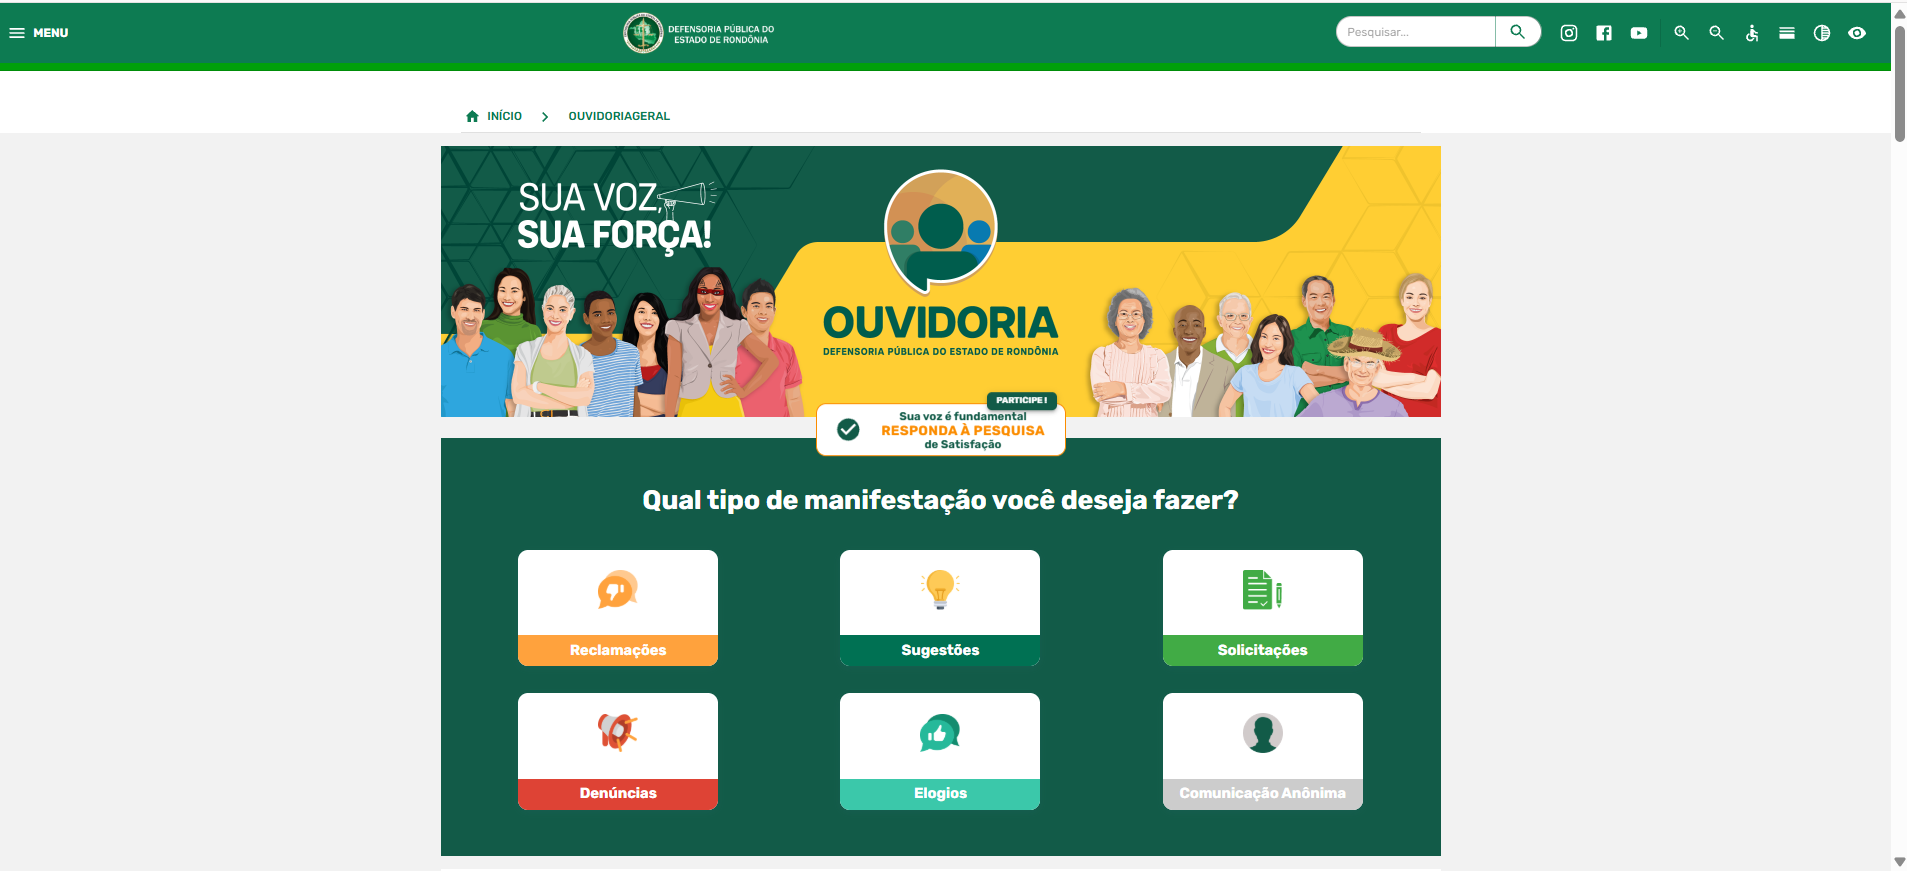 MENU
DEFENSORIA PÚBLICA DO
ESTADO DE RONDÔNIA
Pesquisar...
INÍCIO
OUVIDORIAGERAL
SUA VOZ,
SUA FORÇA!
OUVIDORIA
DEFENSORIA PÚBLICA DO ESTADO DE RONDÔNIA
PARTICIPE!
Sua voz é fundamental
RESPONDA À PESQUISA
de Satisfação
Qual tipo de manifestação você deseja fazer?
Reclamações
Sugestões
Solicitações
Denúncias
Elogios
Comunicação Anônima